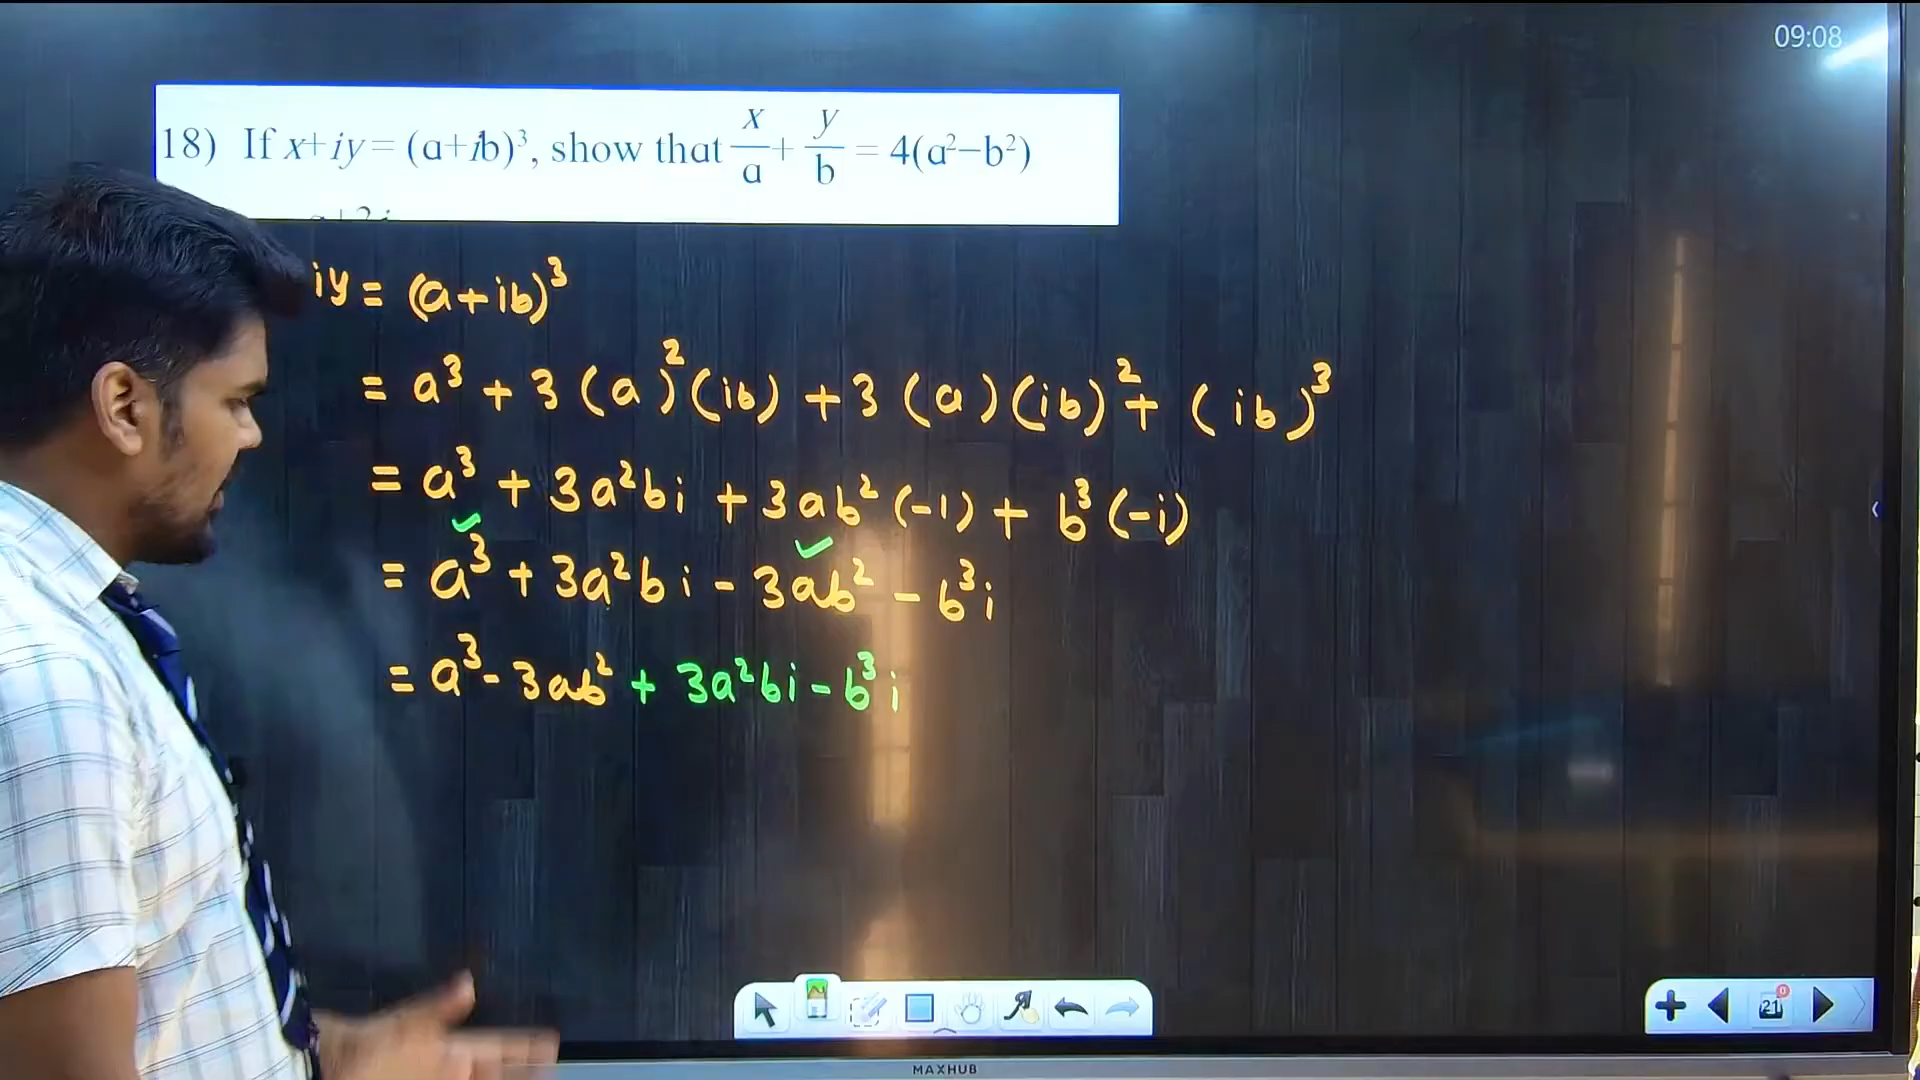 09:08
18) If x+iy = (a+ib)³, show that x/a + y/b = 4(a²−b²)
iy = (a+ib)³
= a³ + 3(a)²(ib) + 3(a)(ib)² + (ib)³
= a³ + 3a²bi + 3ab²(-1) + b³(-i)
= a³ + 3a²bi - 3ab² - b³i
= a³ - 3ab² + 3a²bi - b³i
21
0
MAXHUB